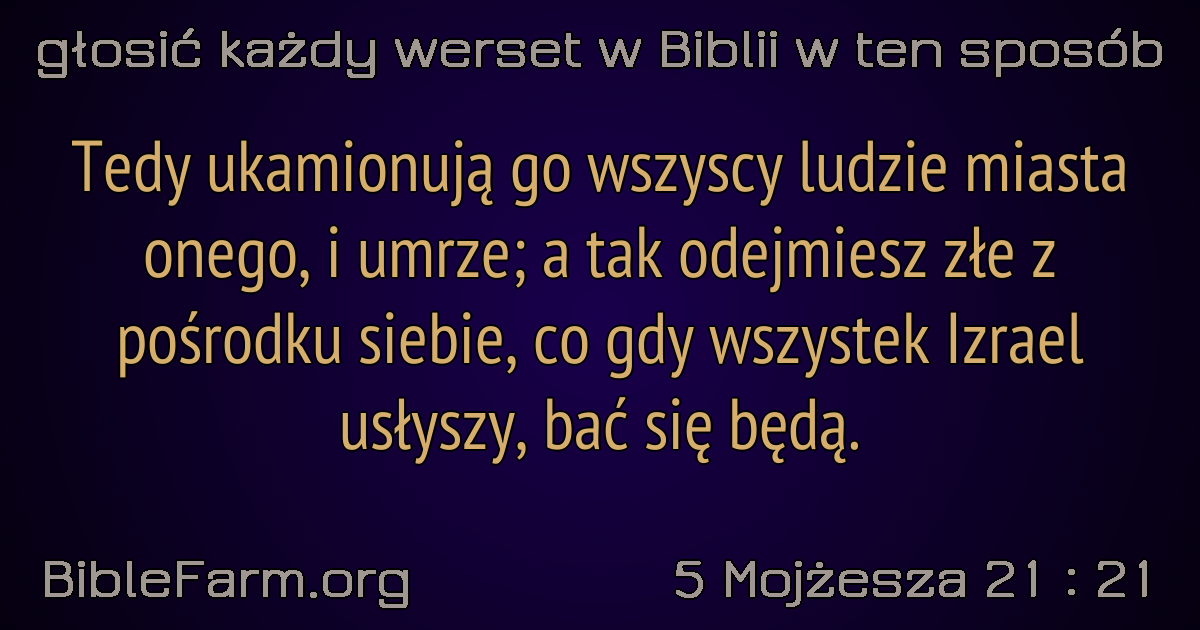 głosić każdy werset w Biblii w ten sposób
Tedy ukamionują go wszyscy ludzie miasta
onego, i umrze; a tak odejmiesz złe z
pośrodku siebie, co gdy wszystek Izrael
usłyszy, bać się będą.
BibleFarm.org
5 Mojżesza 21 : 21